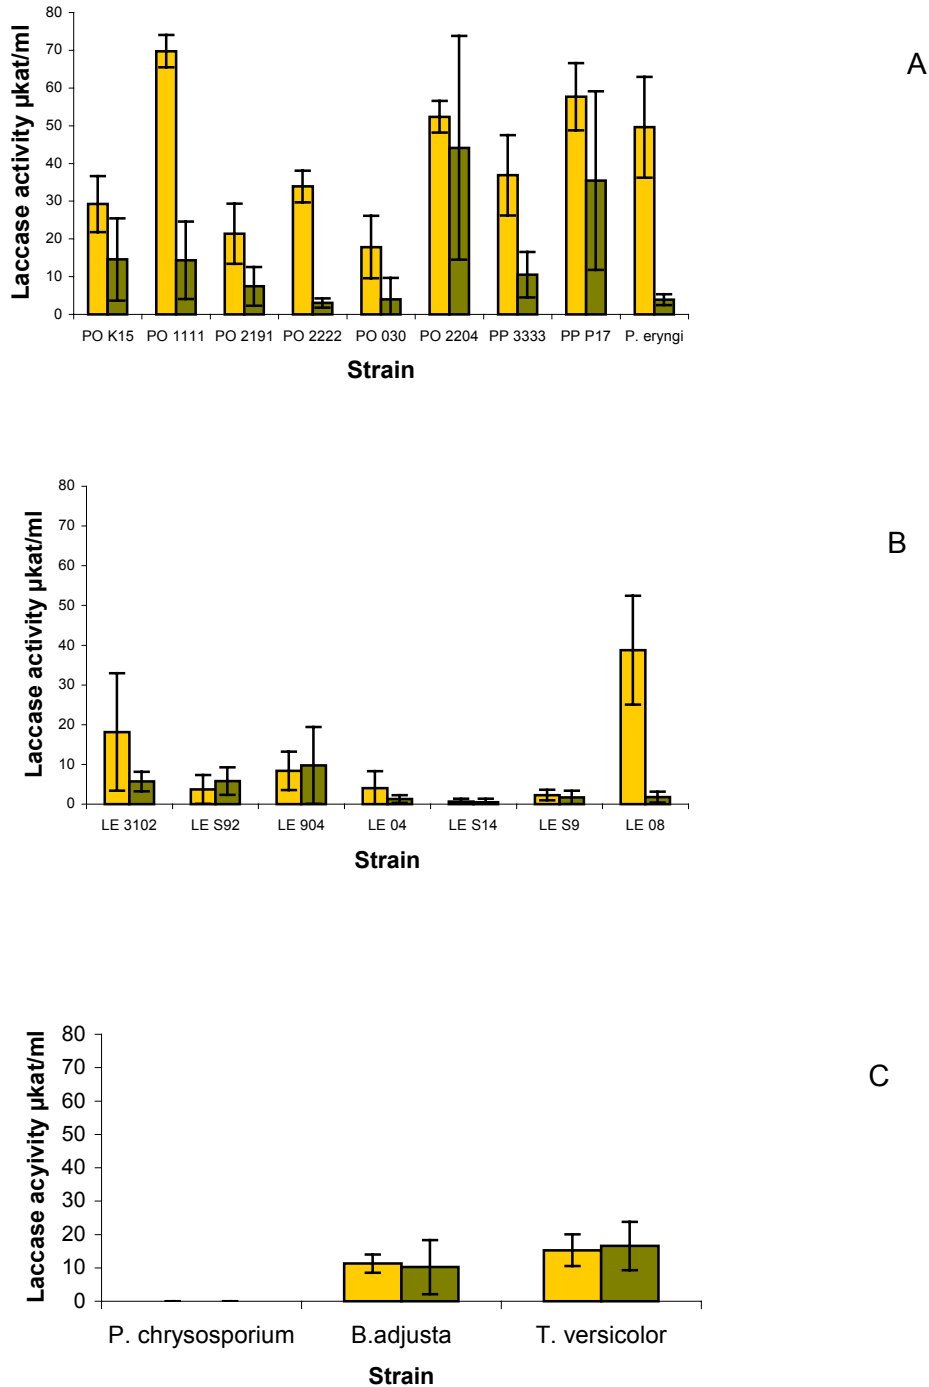 A
Laccase activity µkat/ml
80
70
60
50
40
30
20
10
0
PO K15 PO 1111 PO 2191 PO 2222 PO 030 PO 2204 PP 3333 PP P17 P. eryngi
Strain
B
Laccase activity µkat/ml
80
70
60
50
40
30
20
10
0
LE 3102 LE S92 LE 904 LE 04 LE S14 LE S9 LE 08
Strain
C
Laccase acyivity µkat/ml
80
70
60
50
40
30
20
10
0
P. chrysosporium B.adjusta T. versicolor
Strain